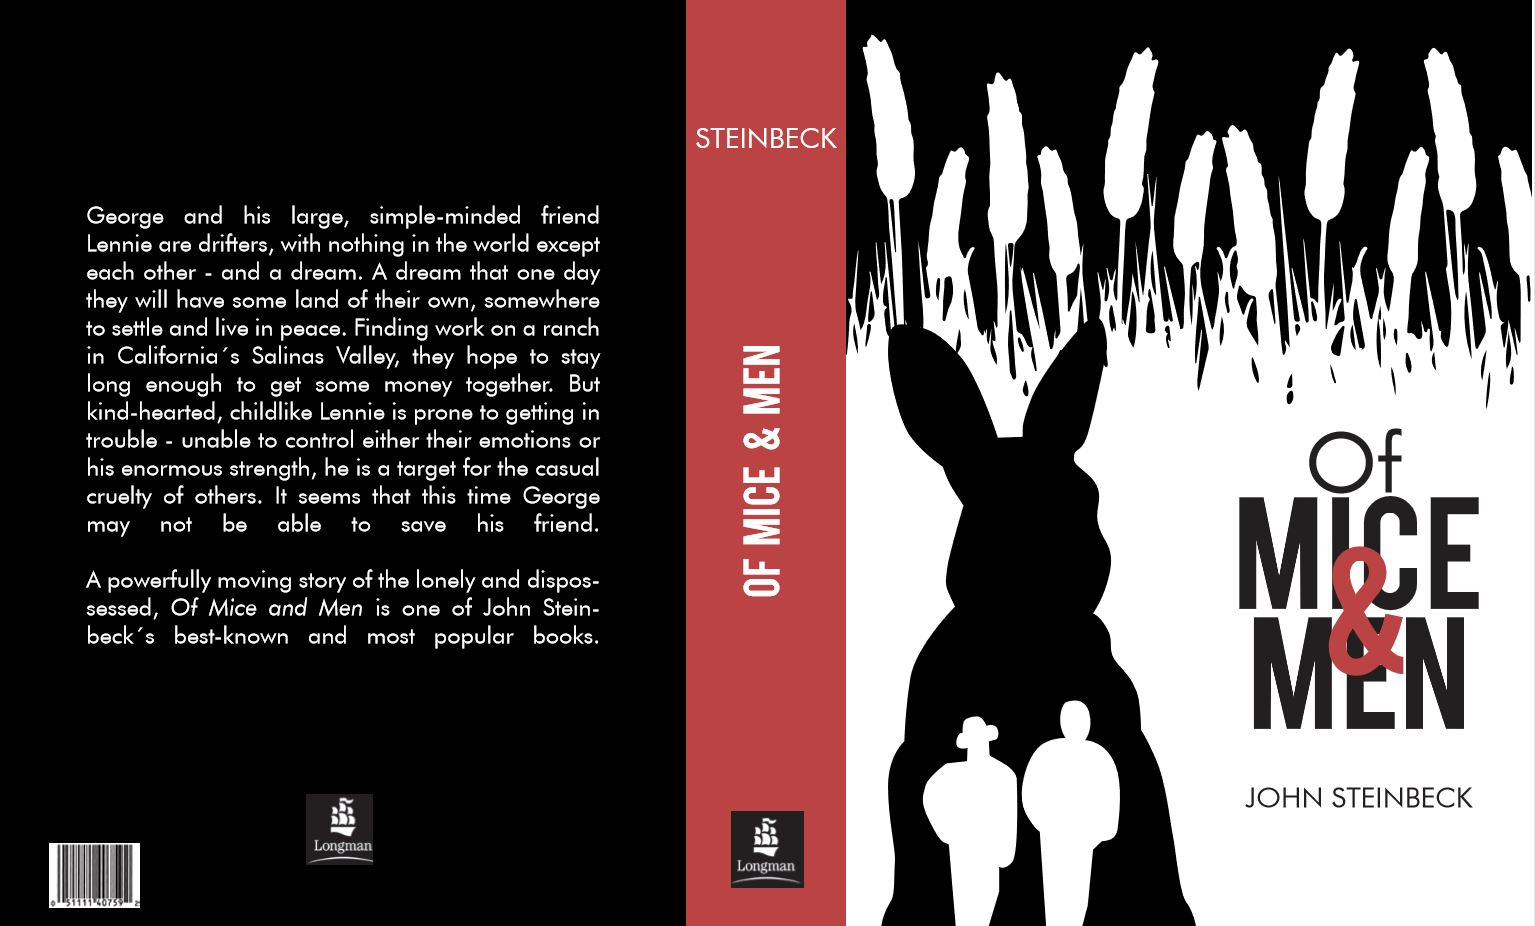 George and his large, simple-minded friend
Lennie are drifters, with nothing in the world except
each other - and a dream. A dream that one day
they will have some land of their own, somewhere
to settle and live in peace. Finding work on a ranch
in California´s Salinas Valley, they hope to stay
long enough to get some money together. But
kind-hearted, childlike Lennie is prone to getting in
trouble - unable to control either their emotions or
his enormous strength, he is a target for the casual
cruelty of others. It seems that this time George
may not be able to save his friend.
A powerfully moving story of the lonely and dispos-
sessed, Of Mice and Men is one of John Stein-
beck´s best-known and most popular books.
Longman
0 51111 40759 2
STEINBECK
OF MICE & MEN
Longman
Of
MICE
&
MEN
JOHN STEINBECK